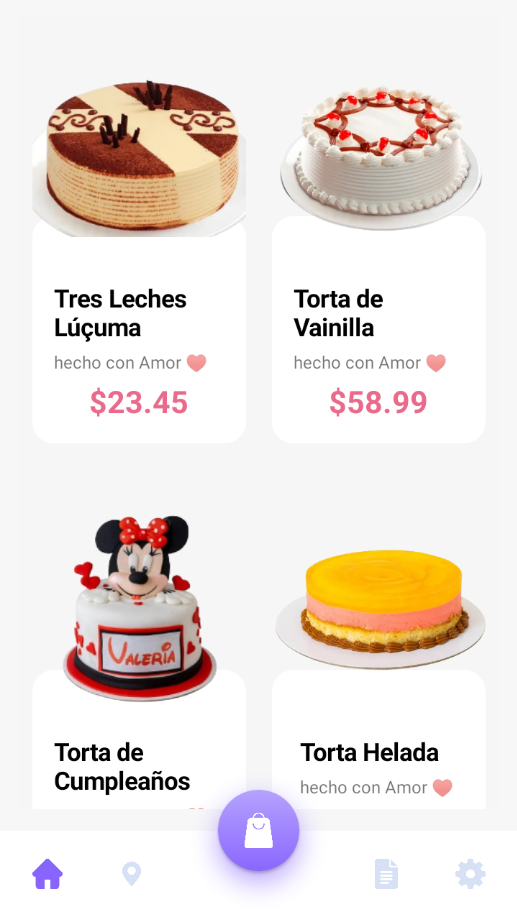 Tres Leches
Lúçuma
hecho con Amor
$23.45
Torta de
Vainilla
hecho con Amor
$58.99
VALERIA
Torta de
Cumpleaños
Torta Helada
hecho con Amor